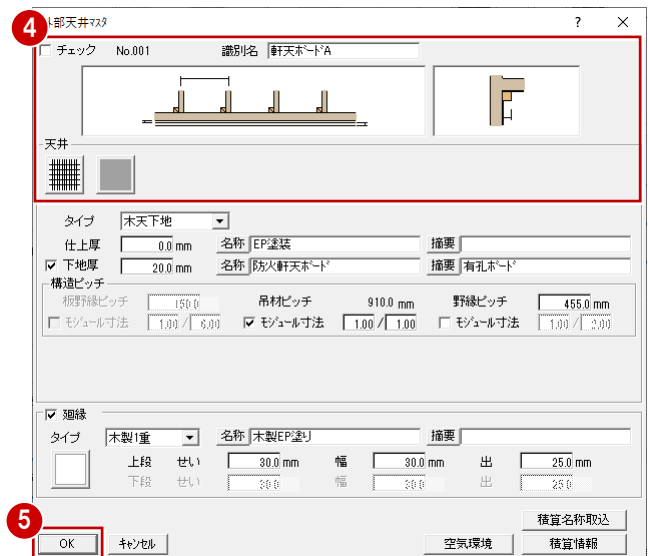 4
外部天井マスタ ? ×
チェック No.001 識別名 軒天ボードA
天井
タイプ 木天下地
仕上厚 0.0 mm 名称 EP塗装 摘要
下地厚 20.0 mm 名称 防火軒天ボード 摘要 有孔ボード
構造ピッチ
板野縁ピッチ 150.0 吊材ピッチ 910.0 mm 野縁ピッチ 455.0 mm
モジュール寸法 1.00 / 6.00 モジュール寸法 1.00 / 1.00 モジュール寸法 1.00 / 2.00
廻縁
タイプ 木製1重 名称 木製EP塗り 摘要
上段 せい 30.0 mm 幅 30.0 mm 出 25.0 mm
下段 せい 30.0 幅 30.0 出 25.0
5
積算名称取込
OK キャンセル 空気環境 積算情報